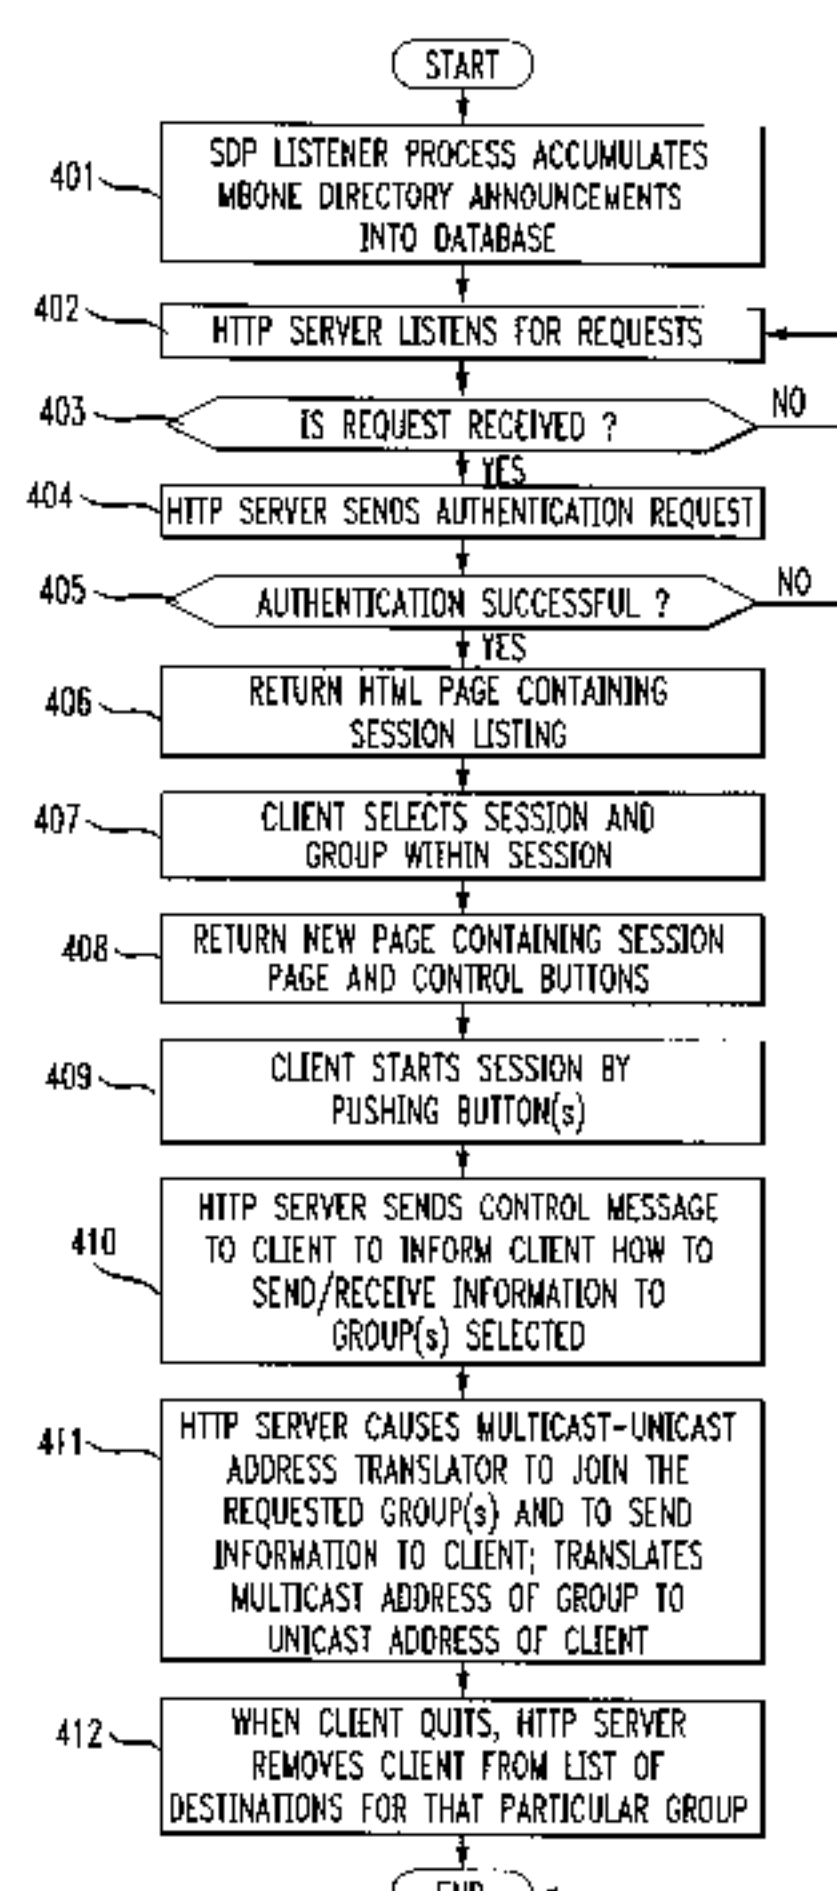 START
401
SDP LISTENER PROCESS ACCUMULATES
MBONE DIRECTORY ANNOUNCEMENTS
INTO DATABASE
402
HTTP SERVER LISTENS FOR REQUESTS
403
IS REQUEST RECEIVED ?
NO
YES
404
HTTP SERVER SENDS AUTHENTICATION REQUEST
405
AUTHENTICATION SUCCESSFUL ?
NO
YES
406
RETURN HTML PAGE CONTAINING
SESSION LISTING
407
CLIENT SELECTS SESSION AND
GROUP WITHIN SESSION
408
RETURN NEW PAGE CONTAINING SESSION
PAGE AND CONTROL BUTTONS
409
CLIENT STARTS SESSION BY
PUSHING BUTTON(s)
410
HTTP SERVER SENDS CONTROL MESSAGE
TO CLIENT TO INFORM CLIENT HOW TO
SEND/RECEIVE INFORMATION TO
GROUP(s) SELECTED
411
HTTP SERVER CAUSES MULTICAST-UNICAST
ADDRESS TRANSLATOR TO JOIN THE
REQUESTED GROUP(s) AND TO SEND
INFORMATION TO CLIENT; TRANSLATES
MULTICAST ADDRESS OF GROUP TO
UNICAST ADDRESS OF CLIENT
412
WHEN CLIENT QUITS, HTTP SERVER
REMOVES CLIENT FROM LIST OF
DESTINATIONS FOR THAT PARTICULAR GROUP
END